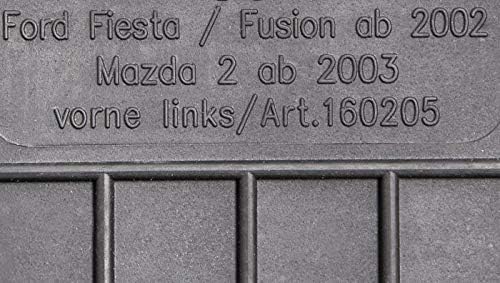 Ford Fiesta / Fusion ab 2002
Mazda 2 ab 2003
vorne links/Art.160205